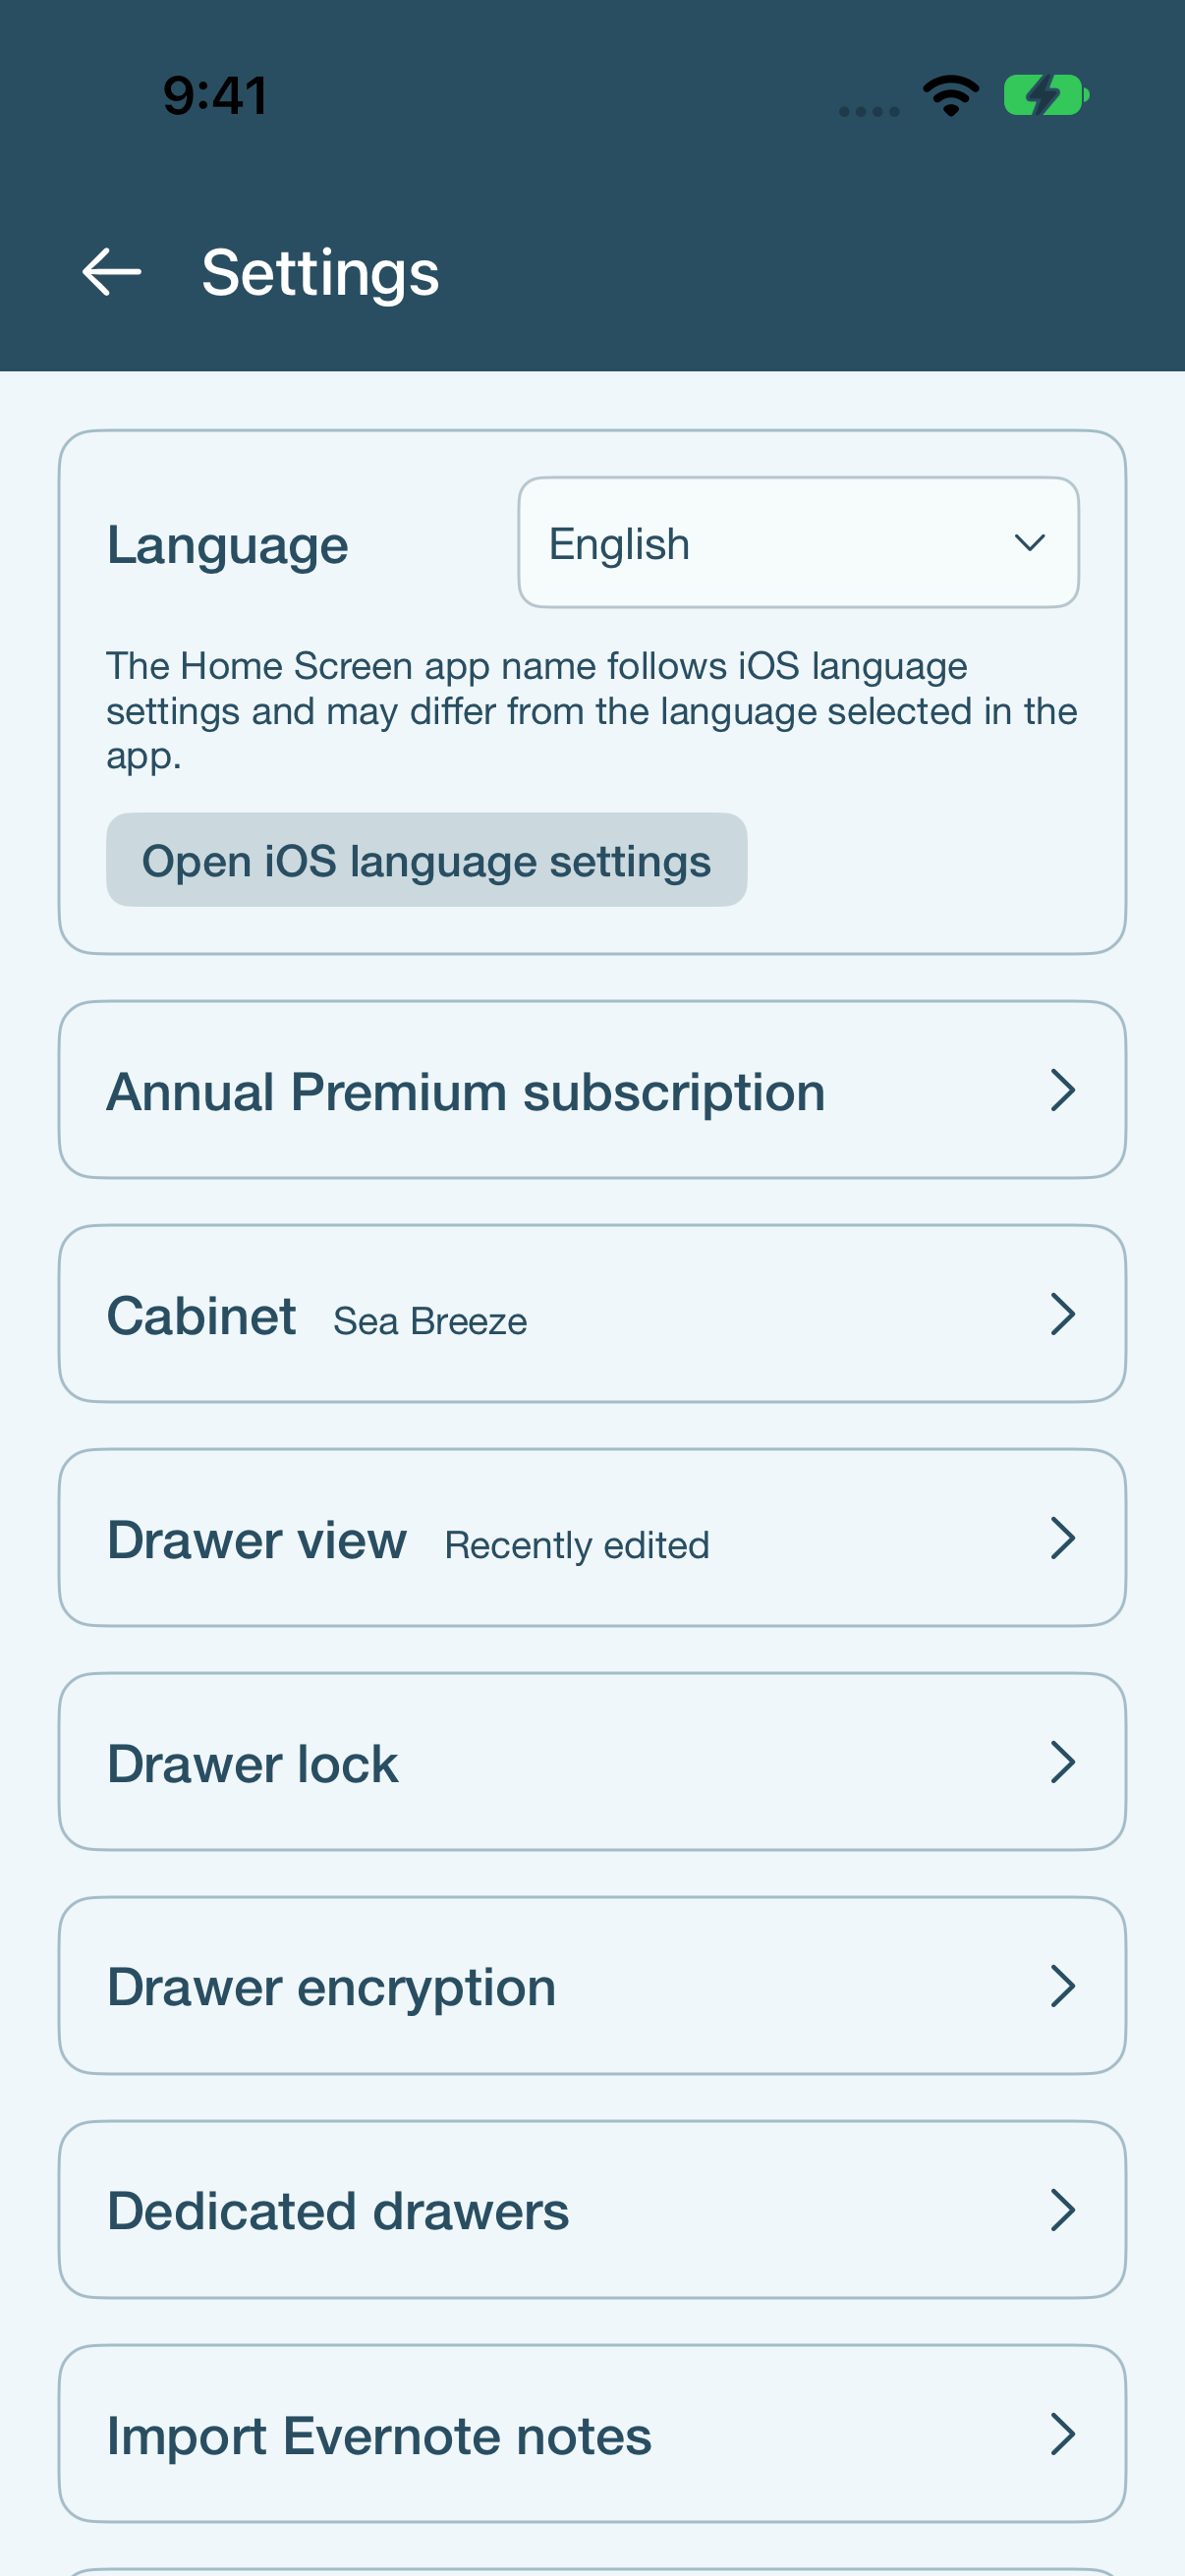 9:41
Settings
Language
English
The Home Screen app name follows iOS language
settings and may differ from the language selected in the
app.
Open iOS language settings
Annual Premium subscription
Cabinet Sea Breeze
Drawer view Recently edited
Drawer lock
Drawer encryption
Dedicated drawers
Import Evernote notes